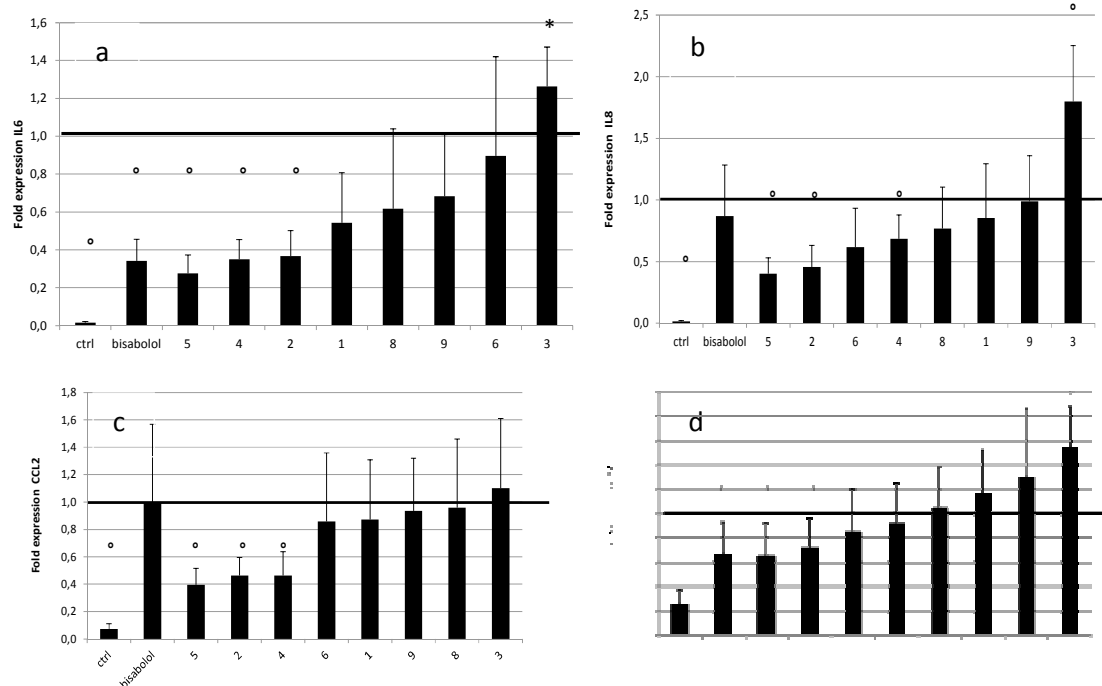 a
Fold expression IL6
1,6
*
1,4
1,2
1,0
0,8
0,6
0,4
0,2
0,0
ctrl bisabolol 5 4 2 1 8 9 6 3
b
Fold expression IL8
2,5
2,0
1,5
1,0
0,5
0,0
ctrl bisabolol 5 2 6 4 8 1 9 3
c
Fold expression CCL2
1,8
1,6
1,4
1,2
1,0
0,8
0,6
0,4
0,2
0,0
ctrl bisabolol 5 2 4 6 1 9 8 3
d